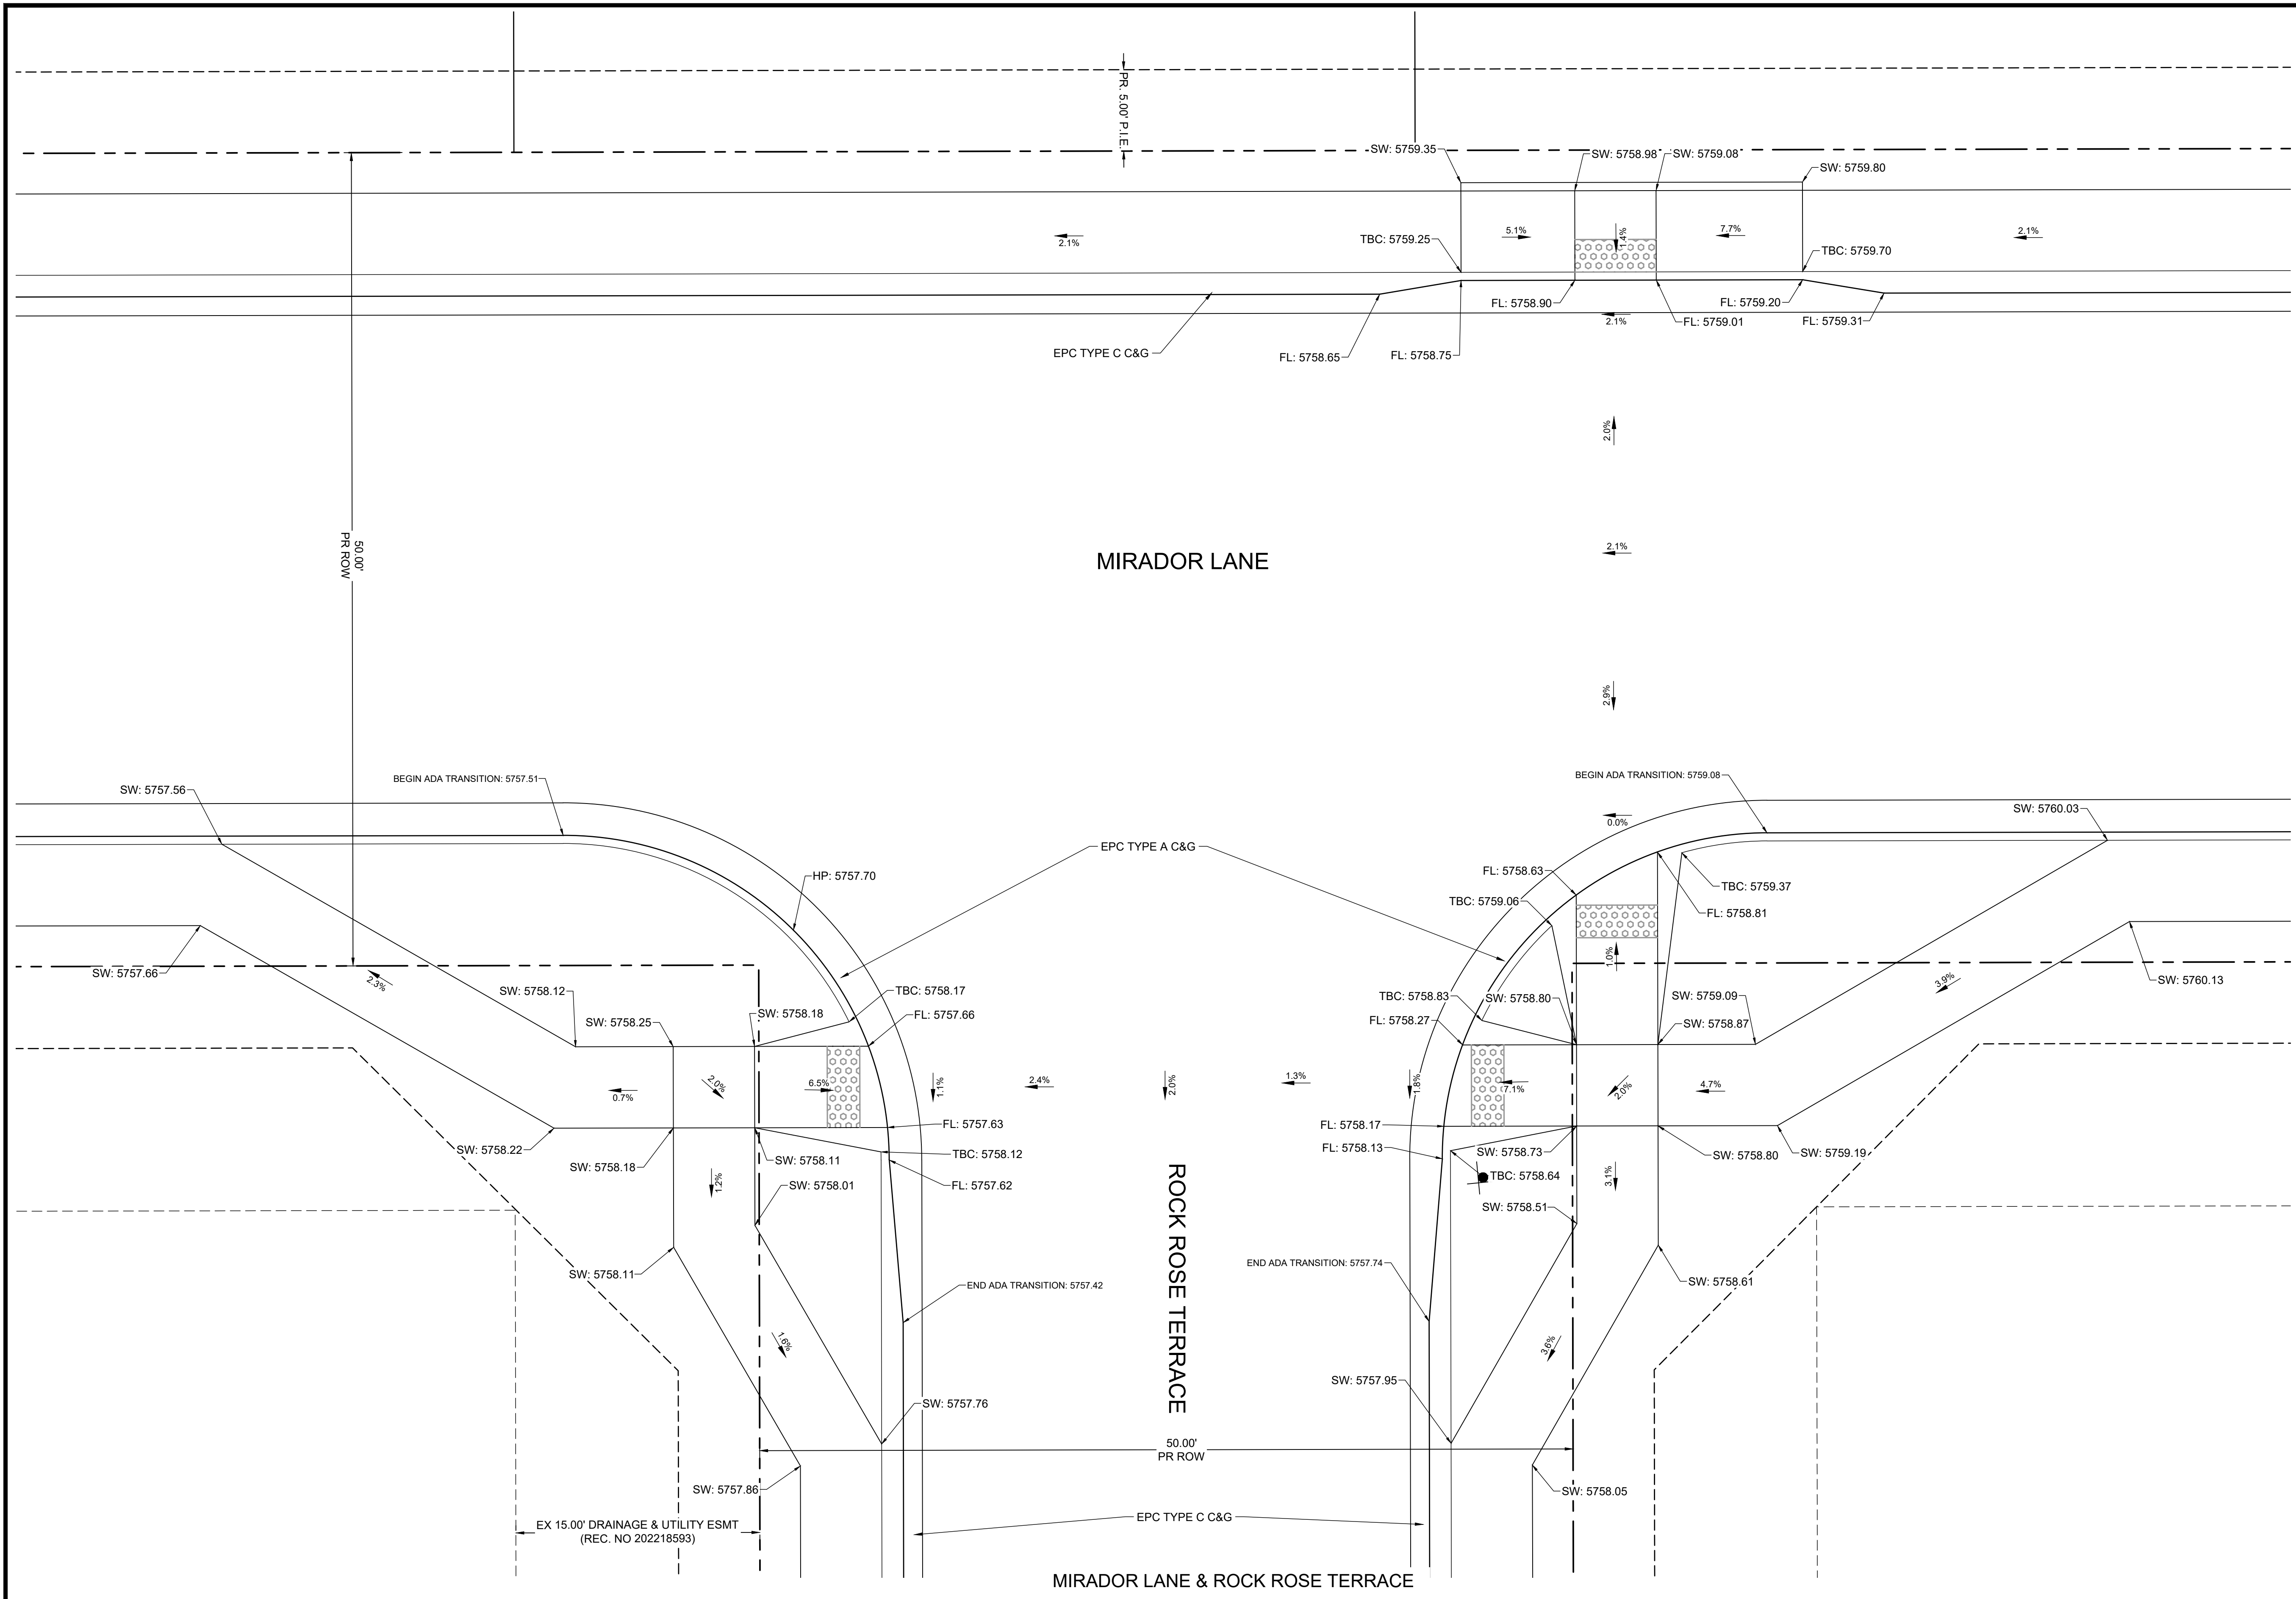 PR. 5.00' P.I.E.
SW: 5759.35
SW: 5758.98
SW: 5759.08
SW: 5759.80
TBC: 5759.25
2.1%
5.1%
1.4%
7.7%
2.1%
TBC: 5759.70
FL: 5758.90
FL: 5759.20
2.1%
FL: 5759.01
FL: 5759.31
EPC TYPE C C&G
FL: 5758.65
FL: 5758.75
2.0%
50.00'
PR ROW
MIRADOR LANE
2.1%
2.9%
SW: 5757.56
BEGIN ADA TRANSITION: 5757.51
BEGIN ADA TRANSITION: 5759.08
0.0%
SW: 5760.03
EPC TYPE A C&G
HP: 5757.70
FL: 5758.63
TBC: 5759.37
TBC: 5759.06
FL: 5758.81
1.0%
SW: 5757.66
2.3%
SW: 5758.12
TBC: 5758.17
SW: 5758.18
FL: 5757.66
SW: 5758.25
TBC: 5758.83
SW: 5758.80
FL: 5758.27
SW: 5759.09
SW: 5758.87
3.9%
SW: 5760.13
0.7%
2.0%
6.5%
1.1%
2.4%
2.0%
1.3%
1.8%
7.1%
2.0%
4.7%
SW: 5758.22
SW: 5758.18
SW: 5758.11
FL: 5757.63
TBC: 5758.12
FL: 5757.62
1.2%
SW: 5758.01
FL: 5758.17
FL: 5758.13
SW: 5758.73
TBC: 5758.64
SW: 5758.51
3.1%
SW: 5758.80
SW: 5759.19
SW: 5758.11
END ADA TRANSITION: 5757.42
ROCK ROSE TERRACE
END ADA TRANSITION: 5757.74
SW: 5758.61
1.6%
3.6%
SW: 5757.76
SW: 5757.95
50.00'
PR ROW
SW: 5757.86
SW: 5758.05
EX 15.00' DRAINAGE & UTILITY ESMT
(REC. NO 202218593)
EPC TYPE C C&G
MIRADOR LANE & ROCK ROSE TERRACE